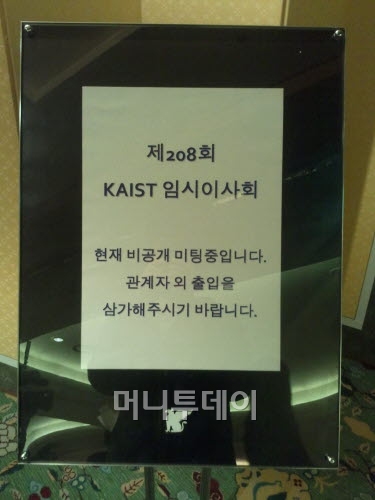 제208회
KAIST 임시이사회
현재 비공개 미팅중입니다.
관계자 외 출입을
삼가해주시기 바랍니다.
머니투데이